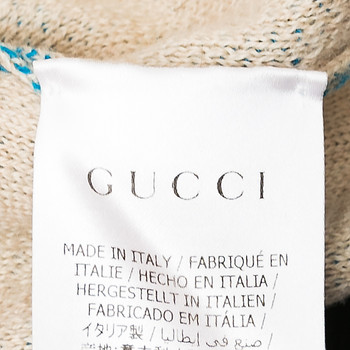 GUCCI
MADE IN ITALY / FABRIQUÉ EN
ITALIE / HECHO EN ITALIA /
HERGESTELLT IN ITALIEN /
FABRICADO EM ITÁLIA /
イタリア製 / صنع في إيطاليا /